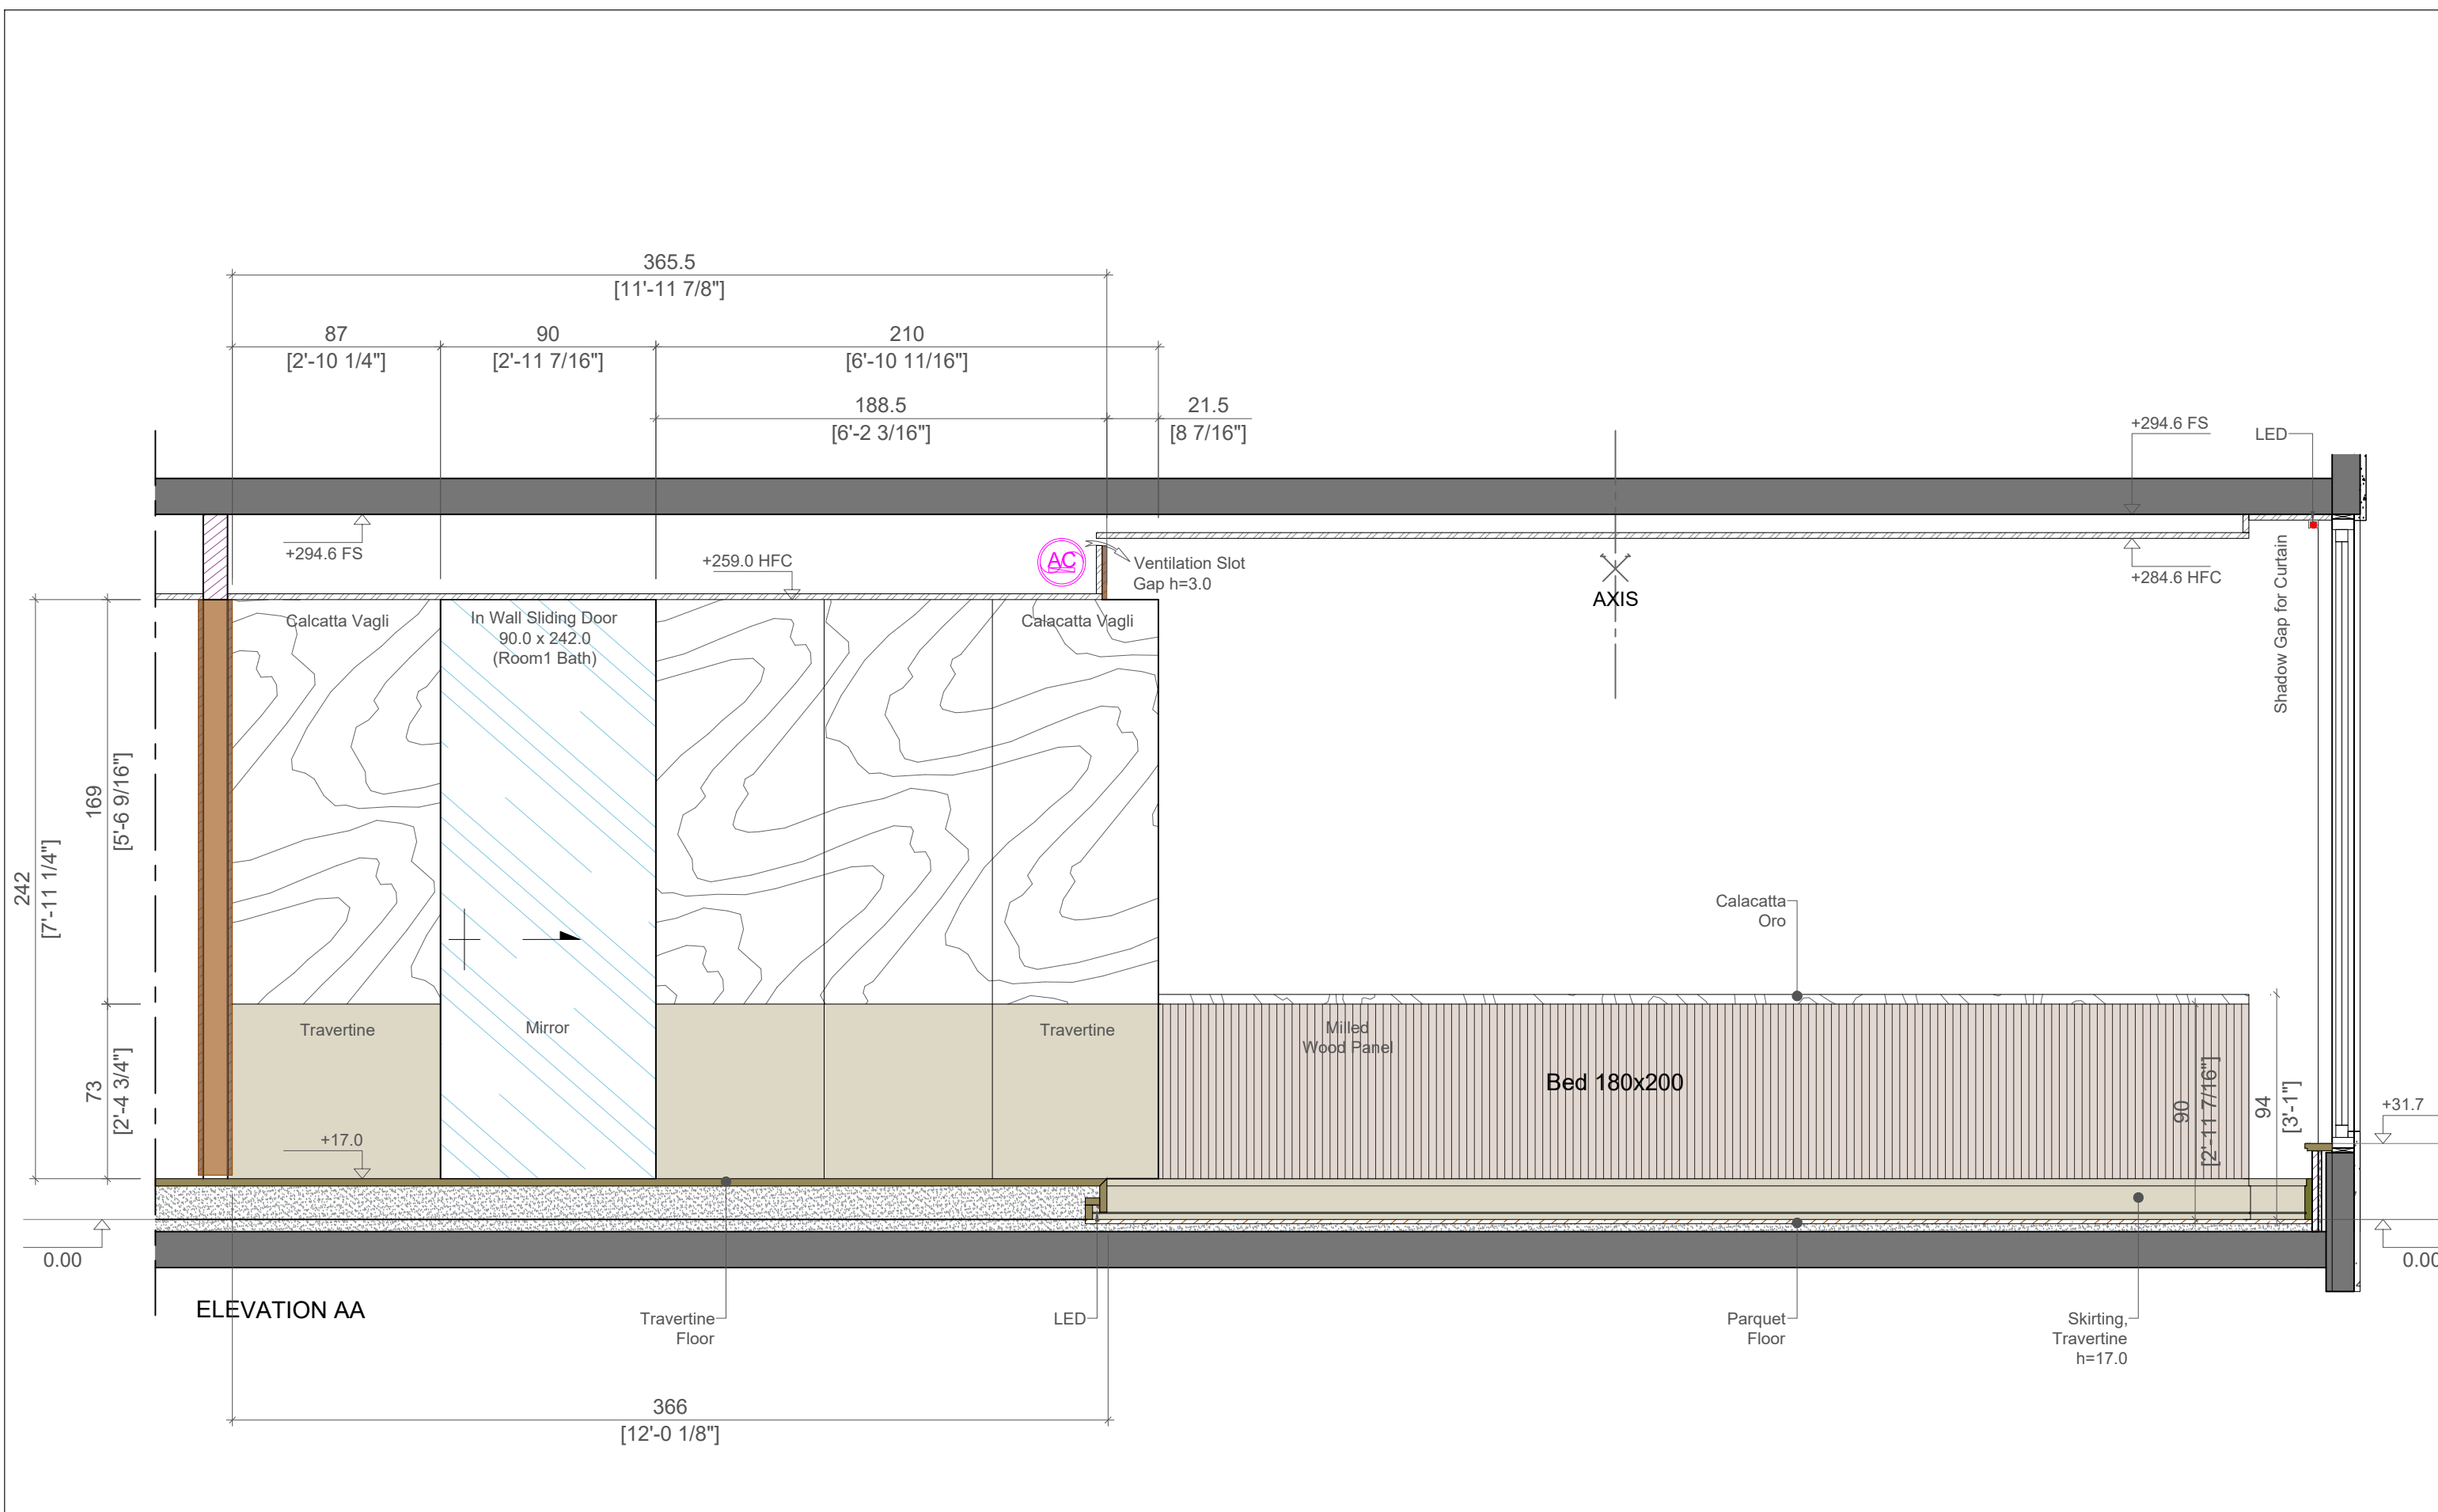 365.5
[11'-11 7/8"]
87
[2'-10 1/4"]
90
[2'-11 7/16"]
210
[6'-10 11/16"]
188.5
[6'-2 3/16"]
21.5
[8 7/16"]
+294.6 FS
LED
+294.6 FS
+259.0 HFC
AC
Ventilation Slot
Gap h=3.0
+284.6 HFC
AXIS
Shadow Gap for Curtain
Calcatta Vagli
In Wall Sliding Door
90.0 x 242.0
(Room1 Bath)
Calacatta Vagli
169
[5'-6 9/16"]
242
[7'-11 1/4"]
73
[2'-4 3/4"]
Calacatta
Oro
Travertine
Mirror
Travertine
Milled
Wood Panel
Bed 180x200
90
[2'-11 7/16"]
94
[3'-1"]
+31.7
+17.0
0.00
0.00
ELEVATION AA
Travertine
Floor
LED
Parquet
Floor
Skirting,
Travertine
h=17.0
366
[12'-0 1/8"]